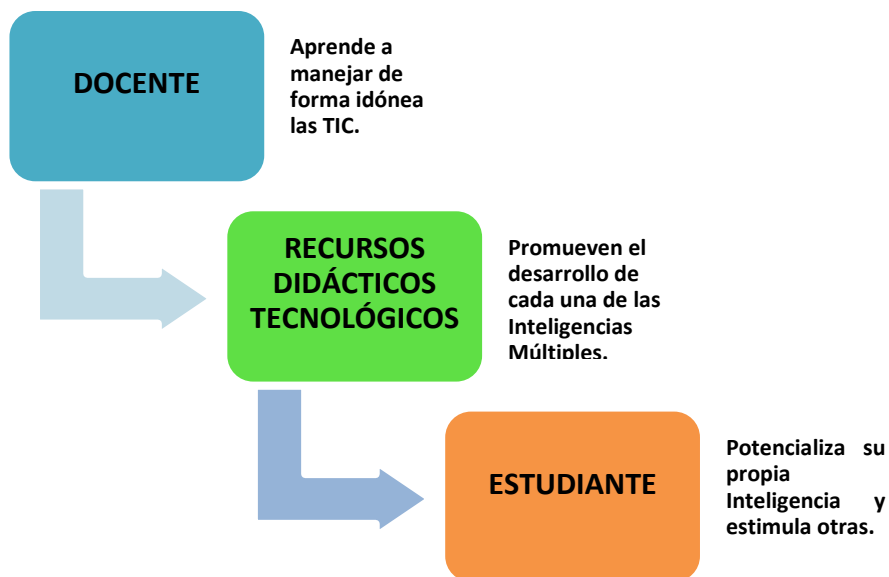 DOCENTE
Aprende a
manejar de
forma idónea
las TIC.
RECURSOS
DIDÁCTICOS
TECNOLÓGICOS
Promueven el
desarrollo de
cada una de las
Inteligencias
Múltiples.
ESTUDIANTE
Potencializa su
propia
Inteligencia y
estimula otras.